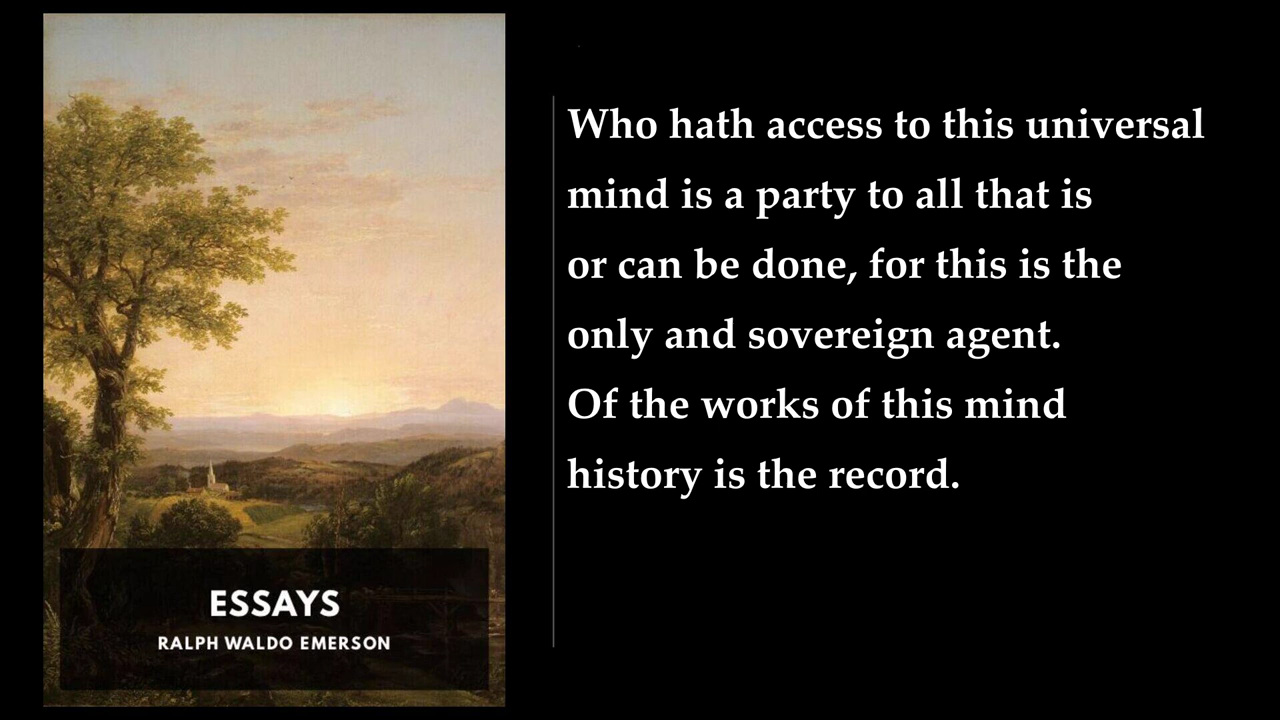 ESSAYS
RALPH WALDO EMERSON
Who hath access to this universal
mind is a party to all that is
or can be done, for this is the
only and sovereign agent.
Of the works of this mind
history is the record.